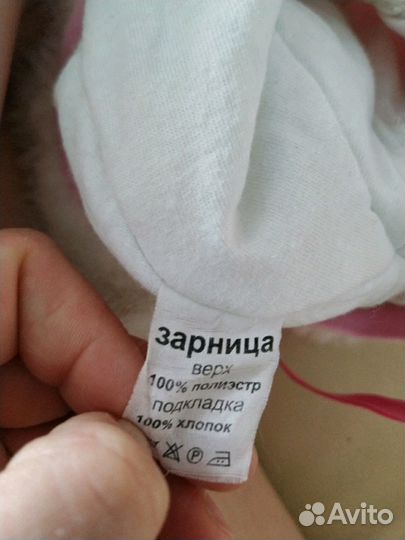 зарница
верх
100% полиэстр
подкладка
100% хлопок
P
Avito